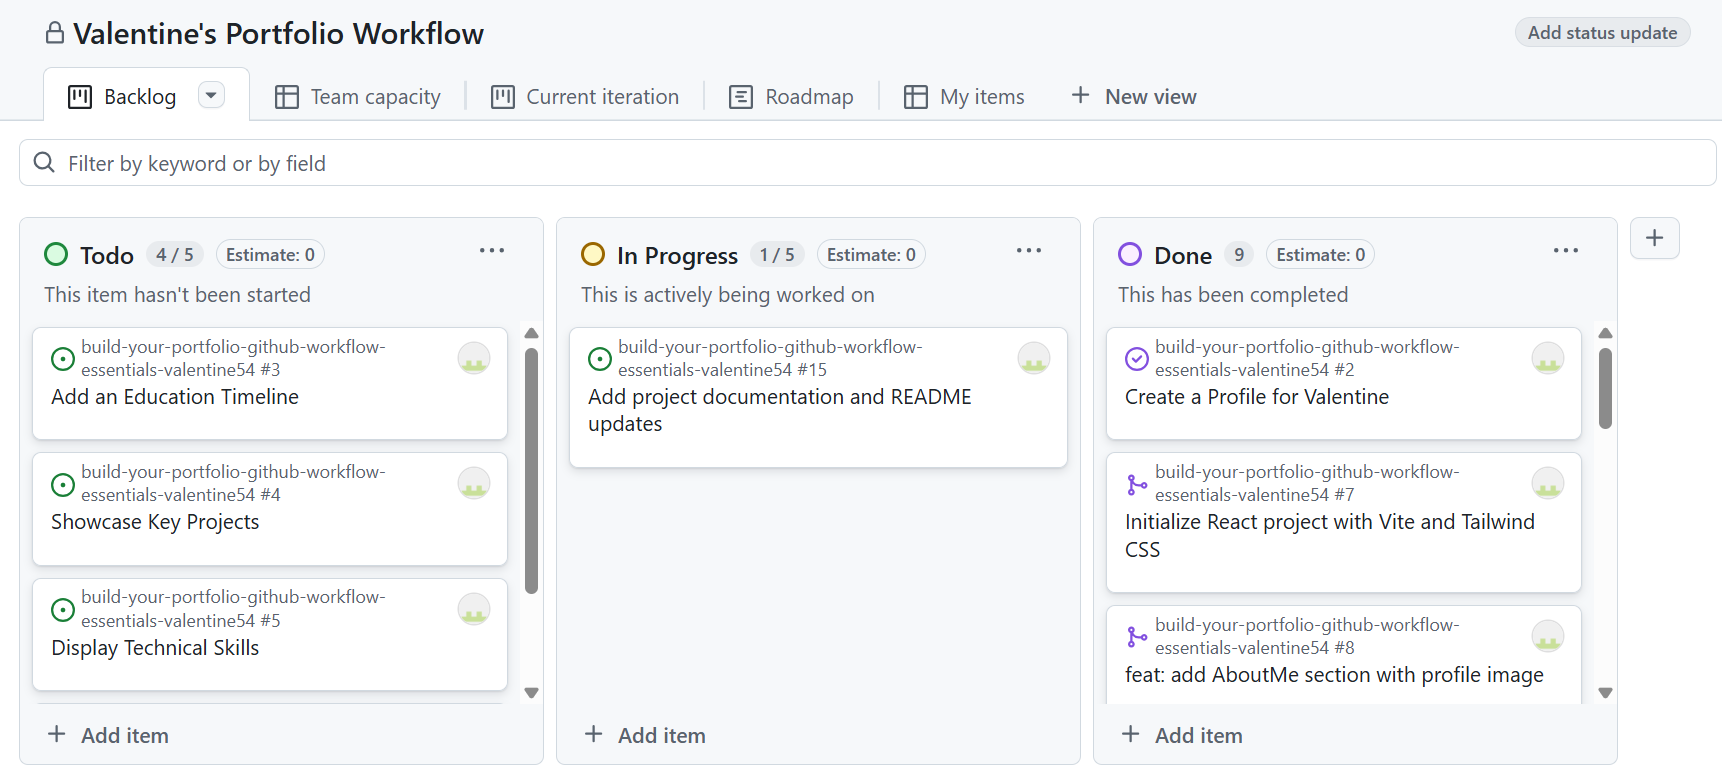 Valentine's Portfolio Workflow
Add status update
Backlog
Team capacity
Current iteration
Roadmap
My items
New view
Filter by keyword or by field
Todo 4 / 5 Estimate: 0
This item hasn't been started
build-your-portfolio-github-workflow-
essentials-valentine54 #3
Add an Education Timeline
build-your-portfolio-github-workflow-
essentials-valentine54 #4
Showcase Key Projects
build-your-portfolio-github-workflow-
essentials-valentine54 #5
Display Technical Skills
Add item
In Progress 1 / 5 Estimate: 0
This is actively being worked on
build-your-portfolio-github-workflow-
essentials-valentine54 #15
Add project documentation and README
updates
Add item
Done 9 Estimate: 0
This has been completed
build-your-portfolio-github-workflow-
essentials-valentine54 #2
Create a Profile for Valentine
build-your-portfolio-github-workflow-
essentials-valentine54 #7
Initialize React project with Vite and Tailwind
CSS
build-your-portfolio-github-workflow-
essentials-valentine54 #8
feat: add AboutMe section with profile image
Add item